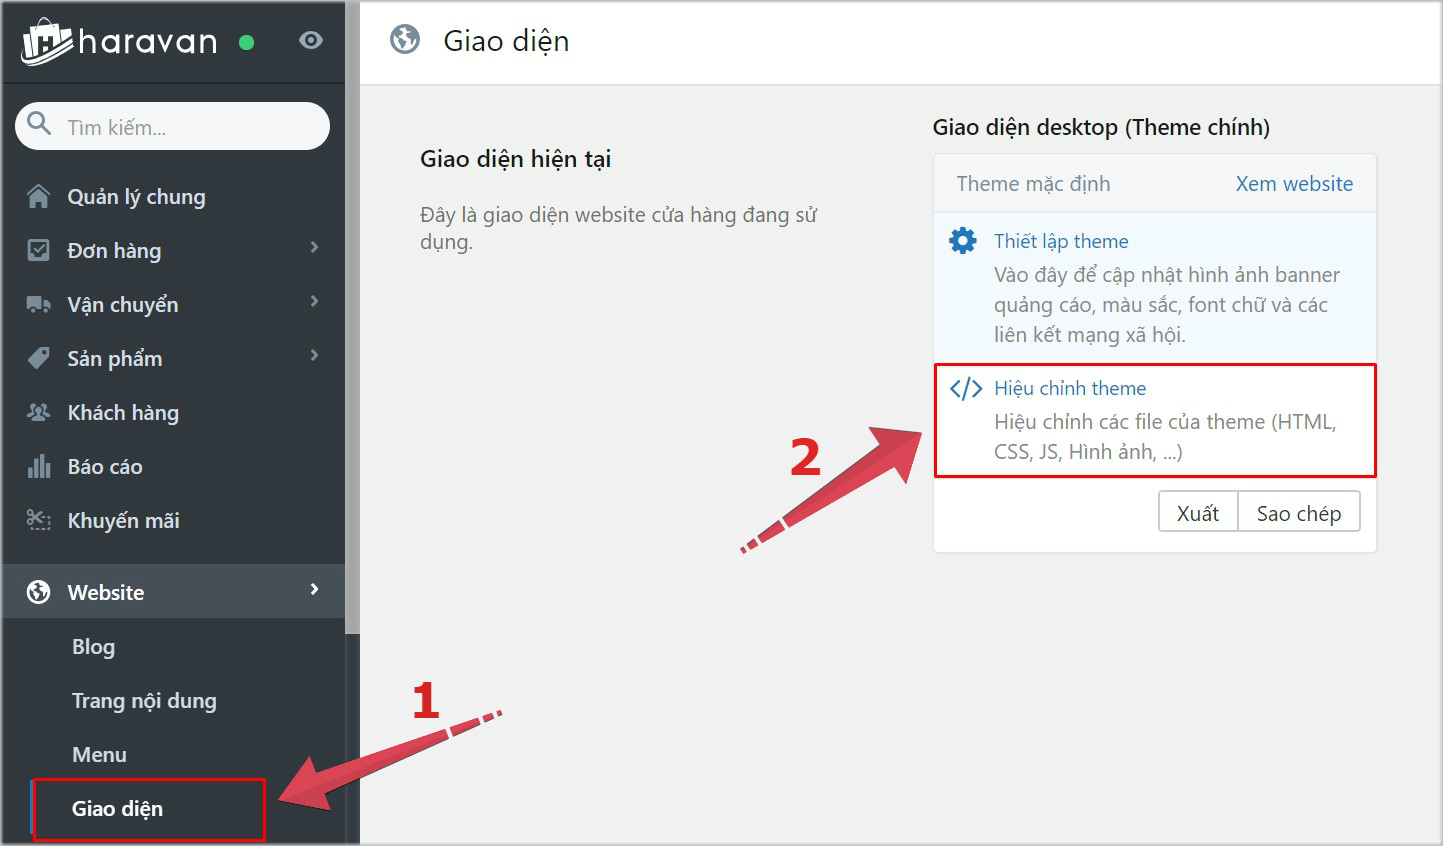 haravan
Tìm kiếm...
Quản lý chung
Đơn hàng
Vận chuyển
Sản phẩm
Khách hàng
Báo cáo
Khuyến mãi
Website
Blog
Trang nội dung
Menu
Giao diện
1
Giao diện
Giao diện hiện tại
Đây là giao diện website cửa hàng đang sử
dụng.
Giao diện desktop (Theme chính)
Theme mặc định
Xem website
Thiết lập theme
Vào đây để cập nhật hình ảnh banner
quảng cáo, màu sắc, font chữ và các
liên kết mạng xã hội.
2
</> Hiệu chỉnh theme
Hiệu chỉnh các file của theme (HTML,
CSS, JS, Hình ảnh, ...)
Xuất
Sao chép